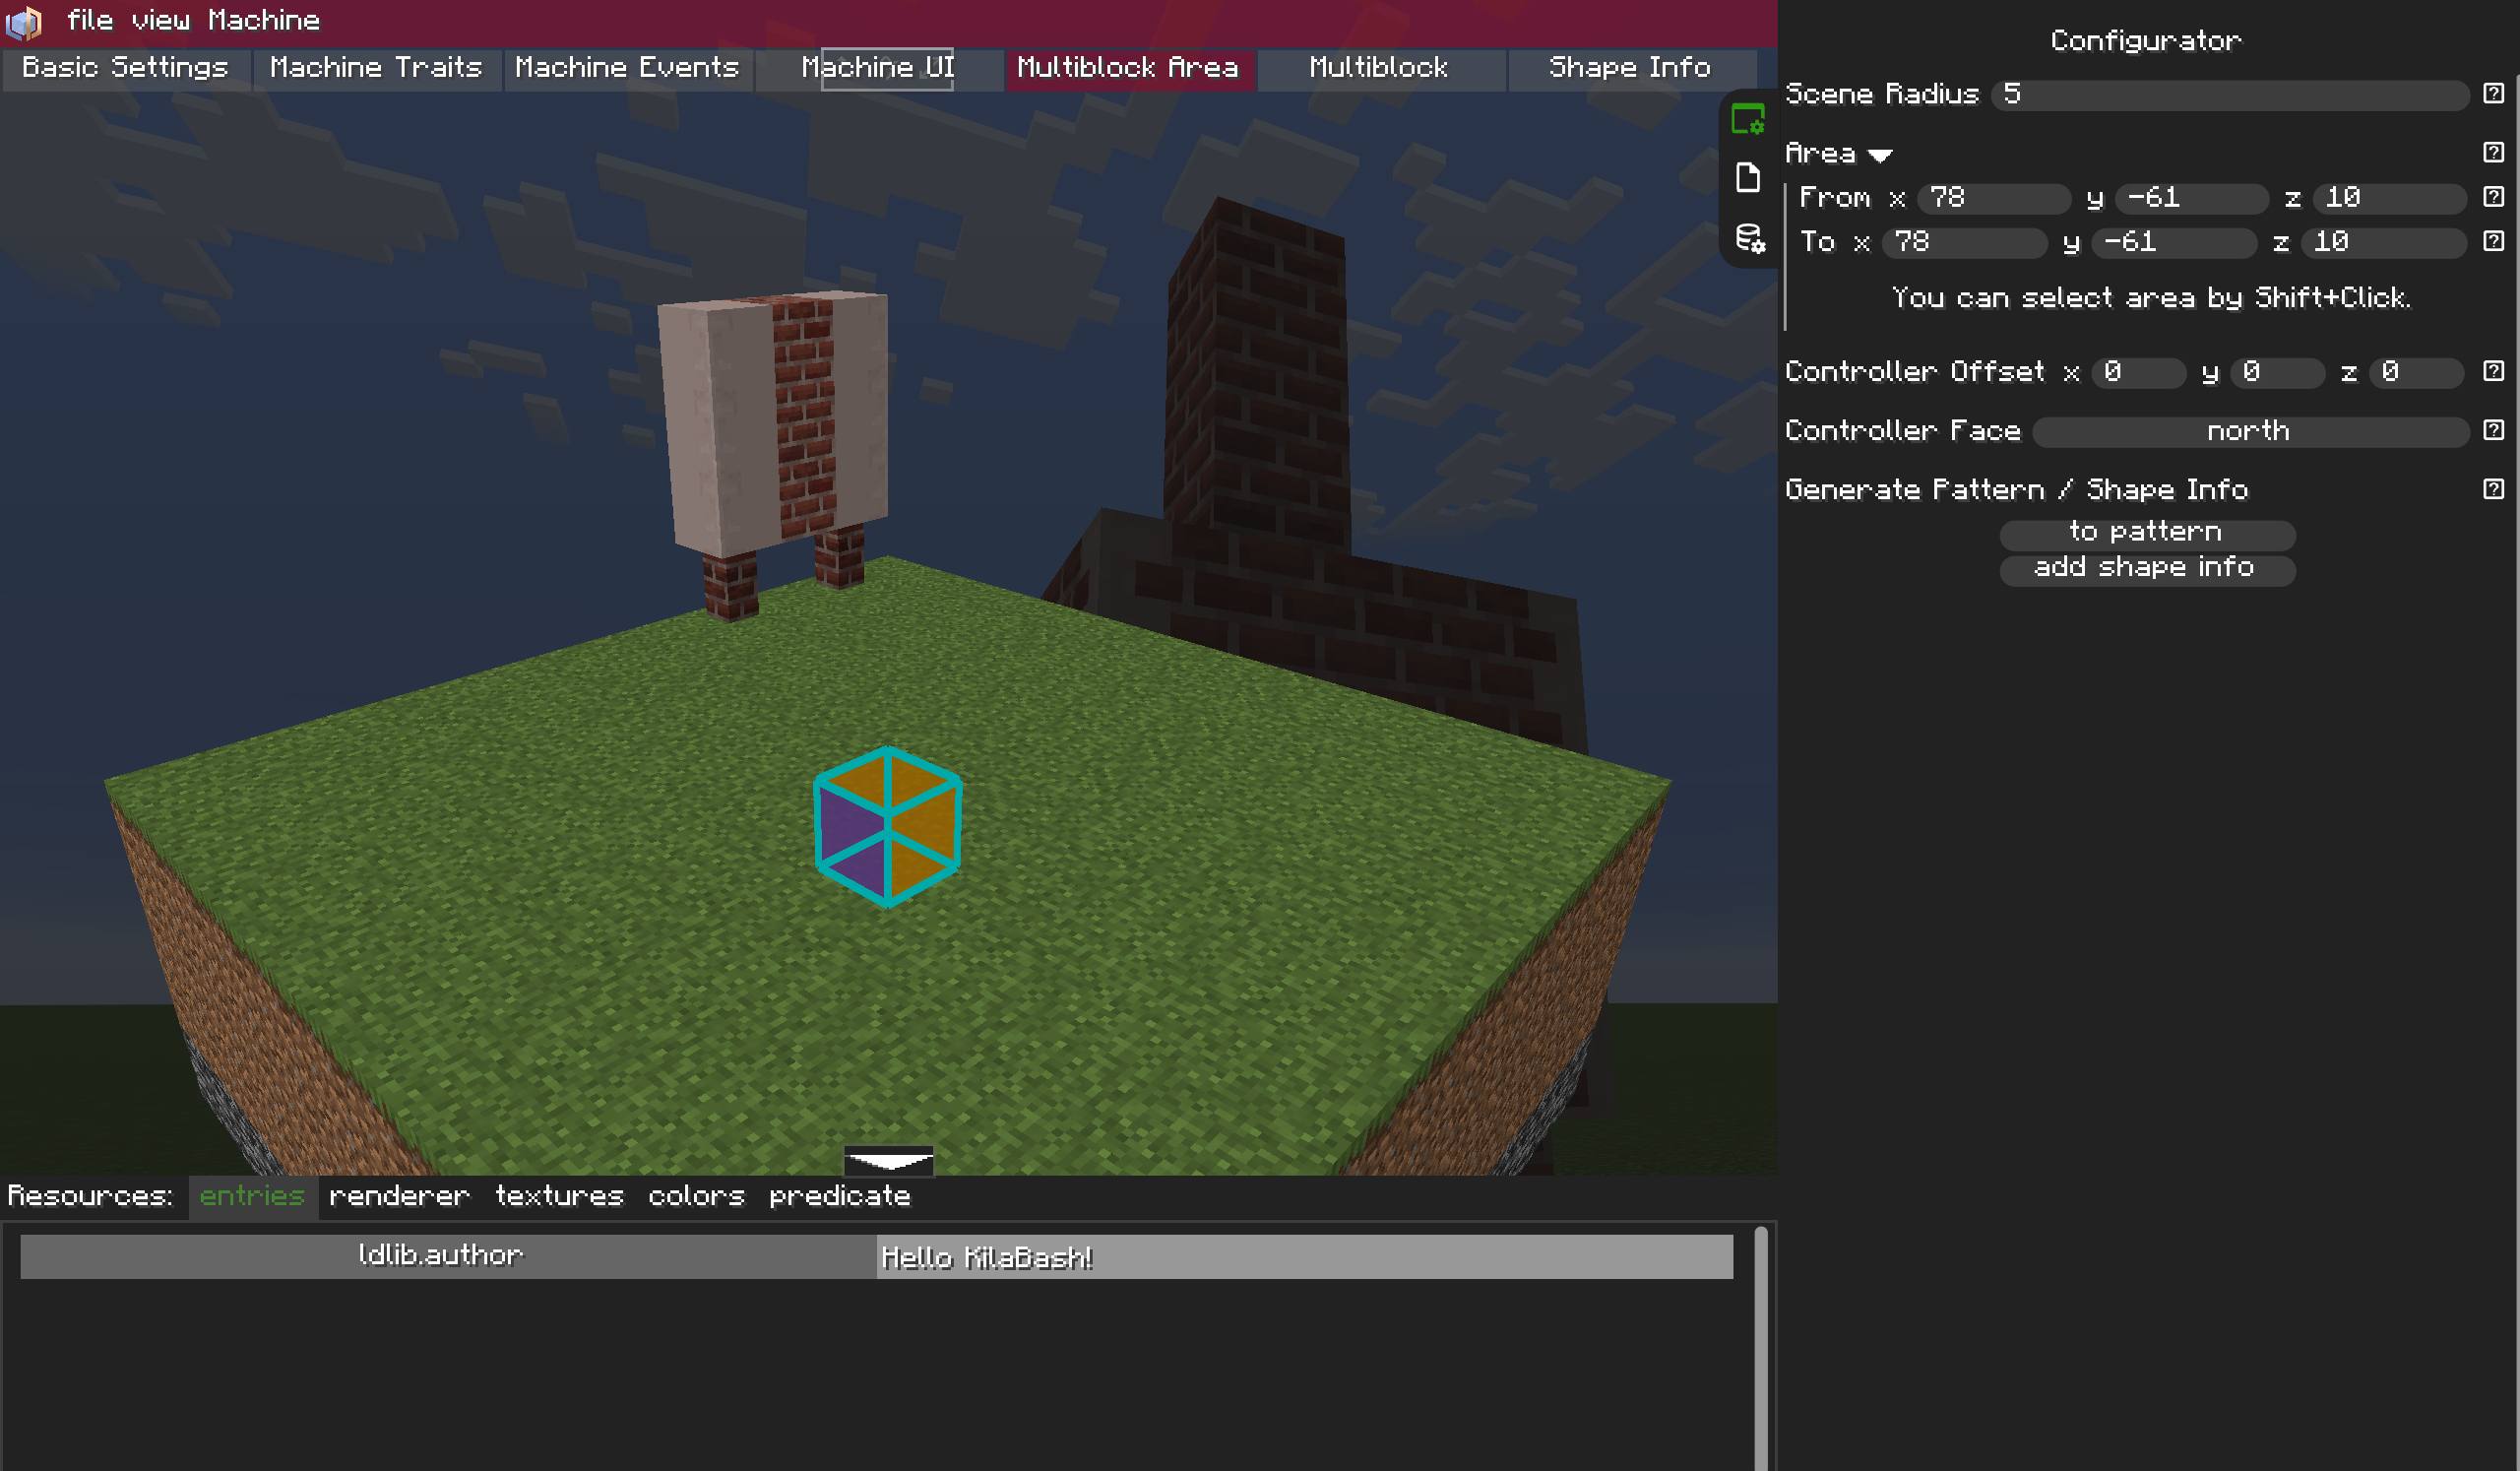 file view Machine
Basic Settings Machine Traits Machine Events Machine UI Multiblock Area Multiblock Shape Info
Configurator
Scene Radius 5
Area
From x 78 y -61 z 10
To x 78 y -61 z 10
You can select area by Shift+Click.
Controller Offset x 0 y 0 z 0
Controller Face north
Generate Pattern / Shape Info
to pattern
add shape info
Resources: entries renderer textures colors predicate
ldlib.author Hello KilaBash!